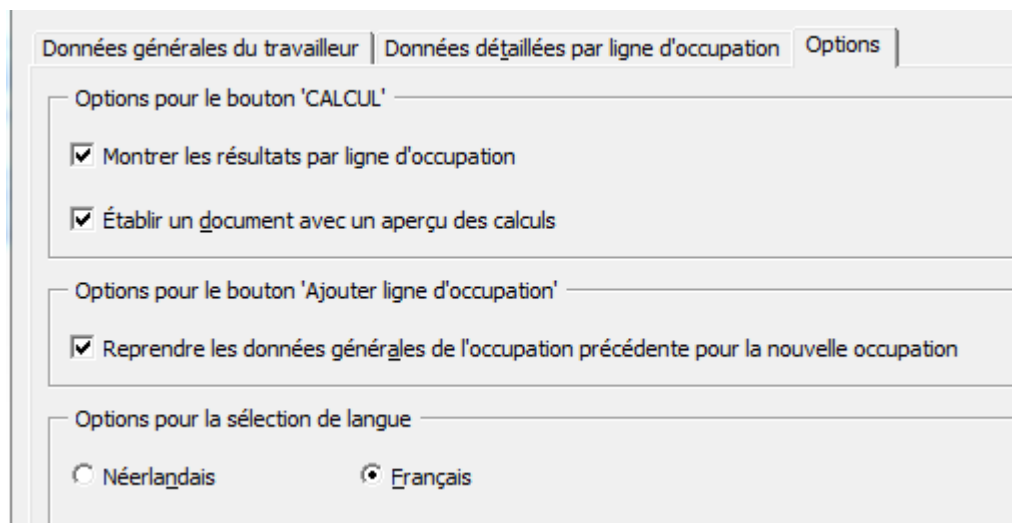 Données générales du travailleur Données détaillées par ligne d'occupation Options
Options pour le bouton 'CALCUL'
Montrer les résultats par ligne d'occupation
Établir un document avec un aperçu des calculs
Options pour le bouton 'Ajouter ligne d'occupation'
Reprendre les données générales de l'occupation précédente pour la nouvelle occupation
Options pour la sélection de langue
Néerlandais Français